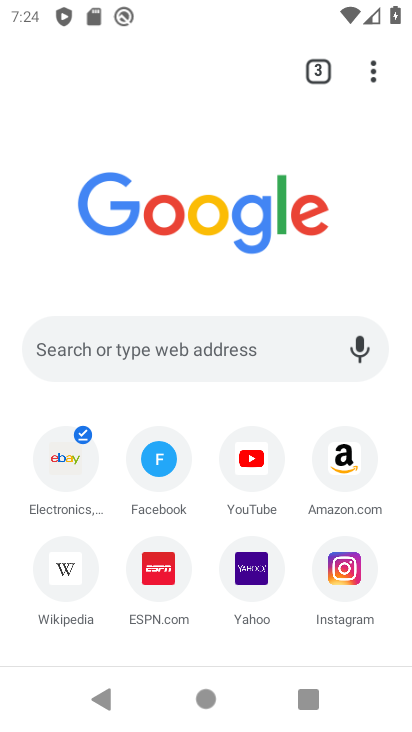 7:24
3
Google
Search or type web address
ebay
F
Electronics,...
Facebook
YouTube
Amazon.com
W
ESPN
YAHOO!
Wikipedia
ESPN.com
Yahoo
Instagram